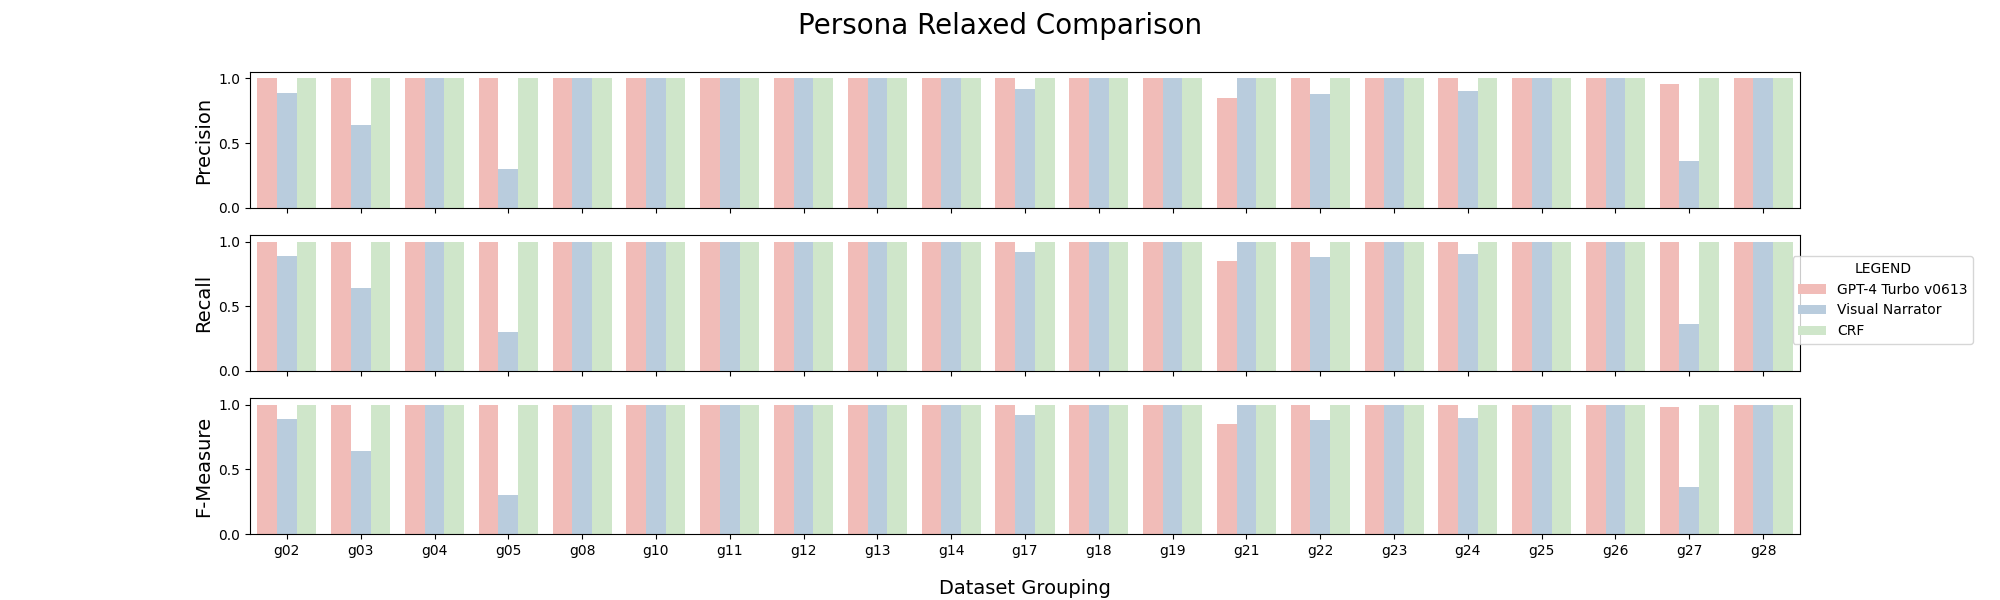 Persona Relaxed Comparison
Precision
1.0
0.5
0.0
Recall
1.0
0.5
0.0
LEGEND
GPT-4 Turbo v0613
Visual Narrator
CRF
F-Measure
1.0
0.5
0.0
g02 g03 g04 g05 g08 g10 g11 g12 g13 g14 g17 g18 g19 g21 g22 g23 g24 g25 g26 g27 g28
Dataset Grouping